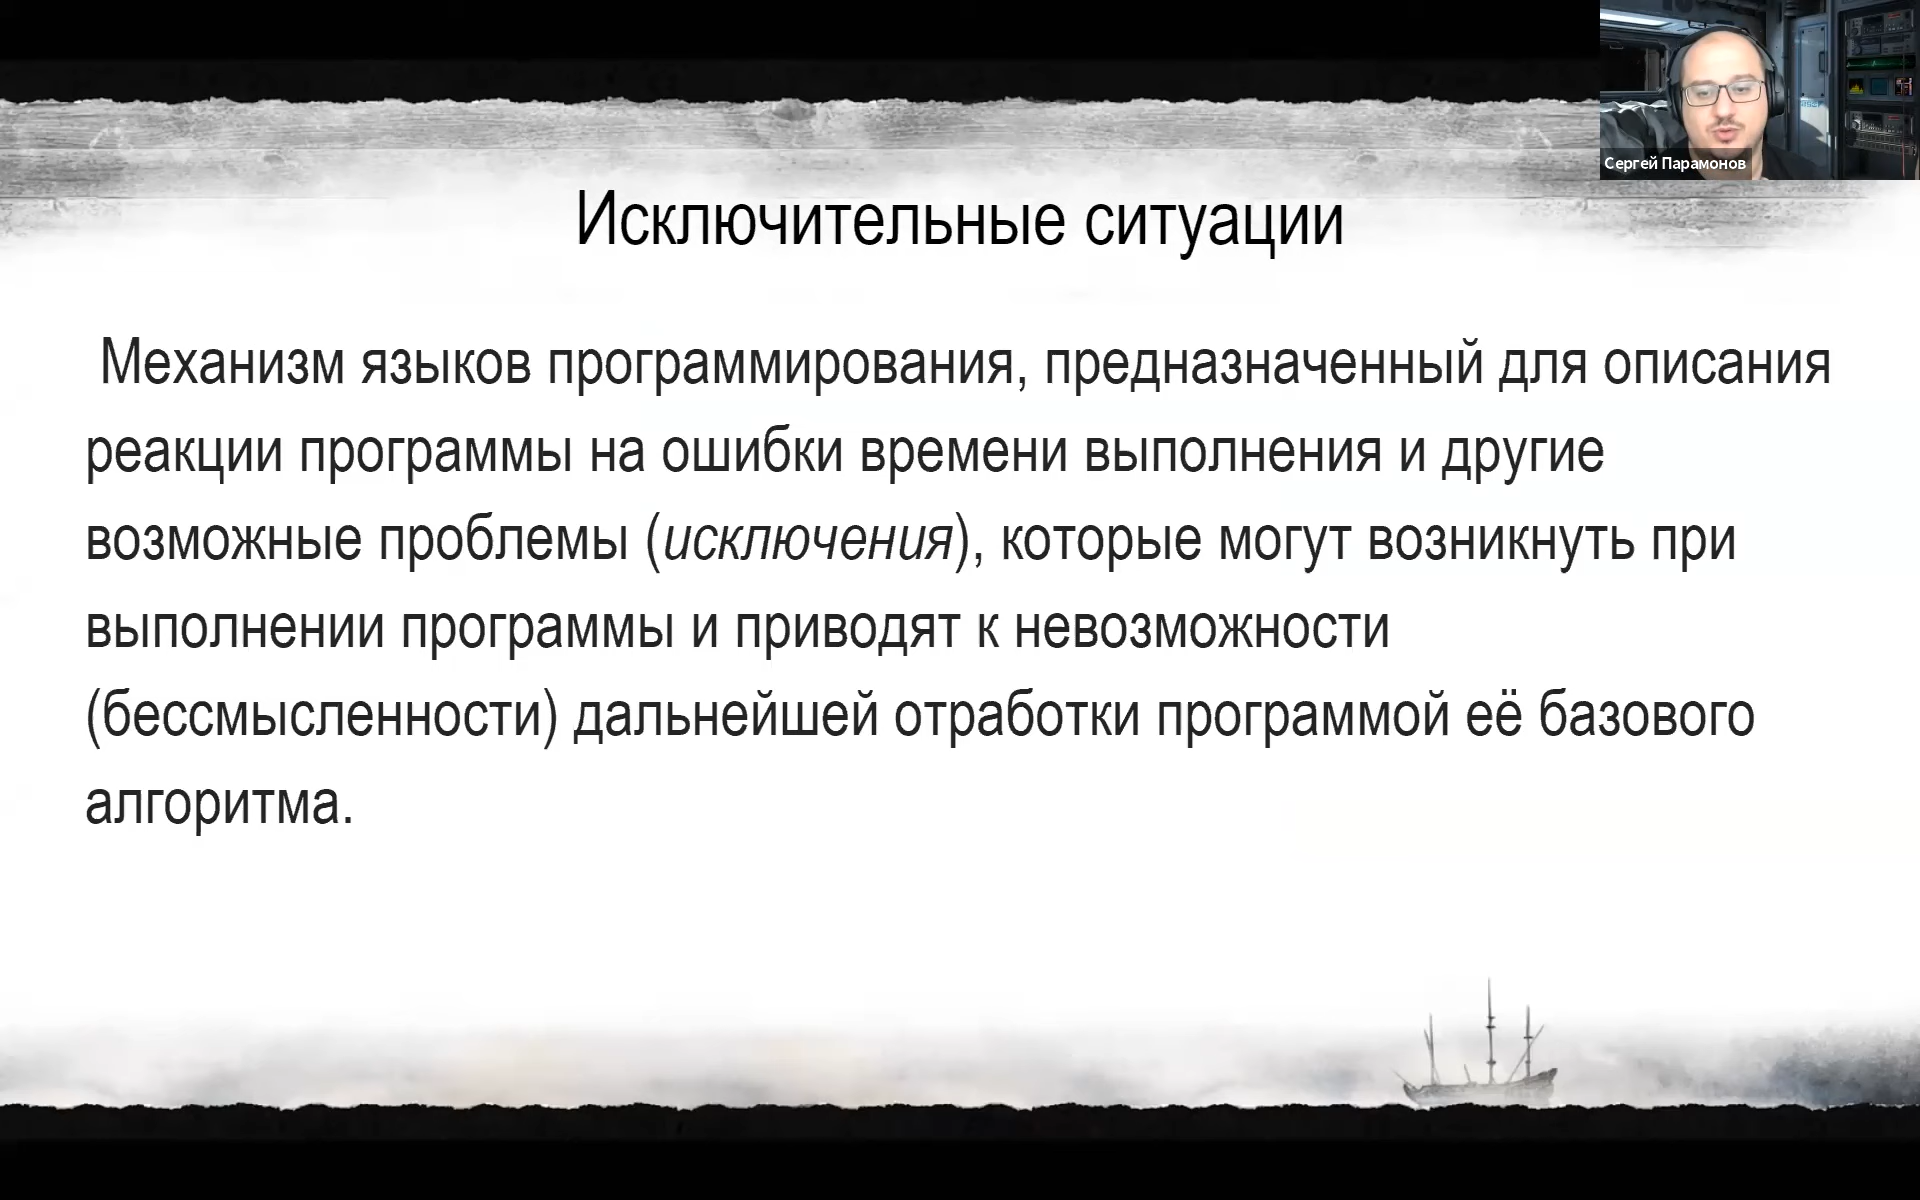 Сергей Парамонов
Исключительные ситуации
Механизм языков программирования, предназначенный для описания
реакции программы на ошибки времени выполнения и другие
возможные проблемы (исключения), которые могут возникнуть при
выполнении программы и приводят к невозможности
(бессмысленности) дальнейшей отработки программой её базового
алгоритма.